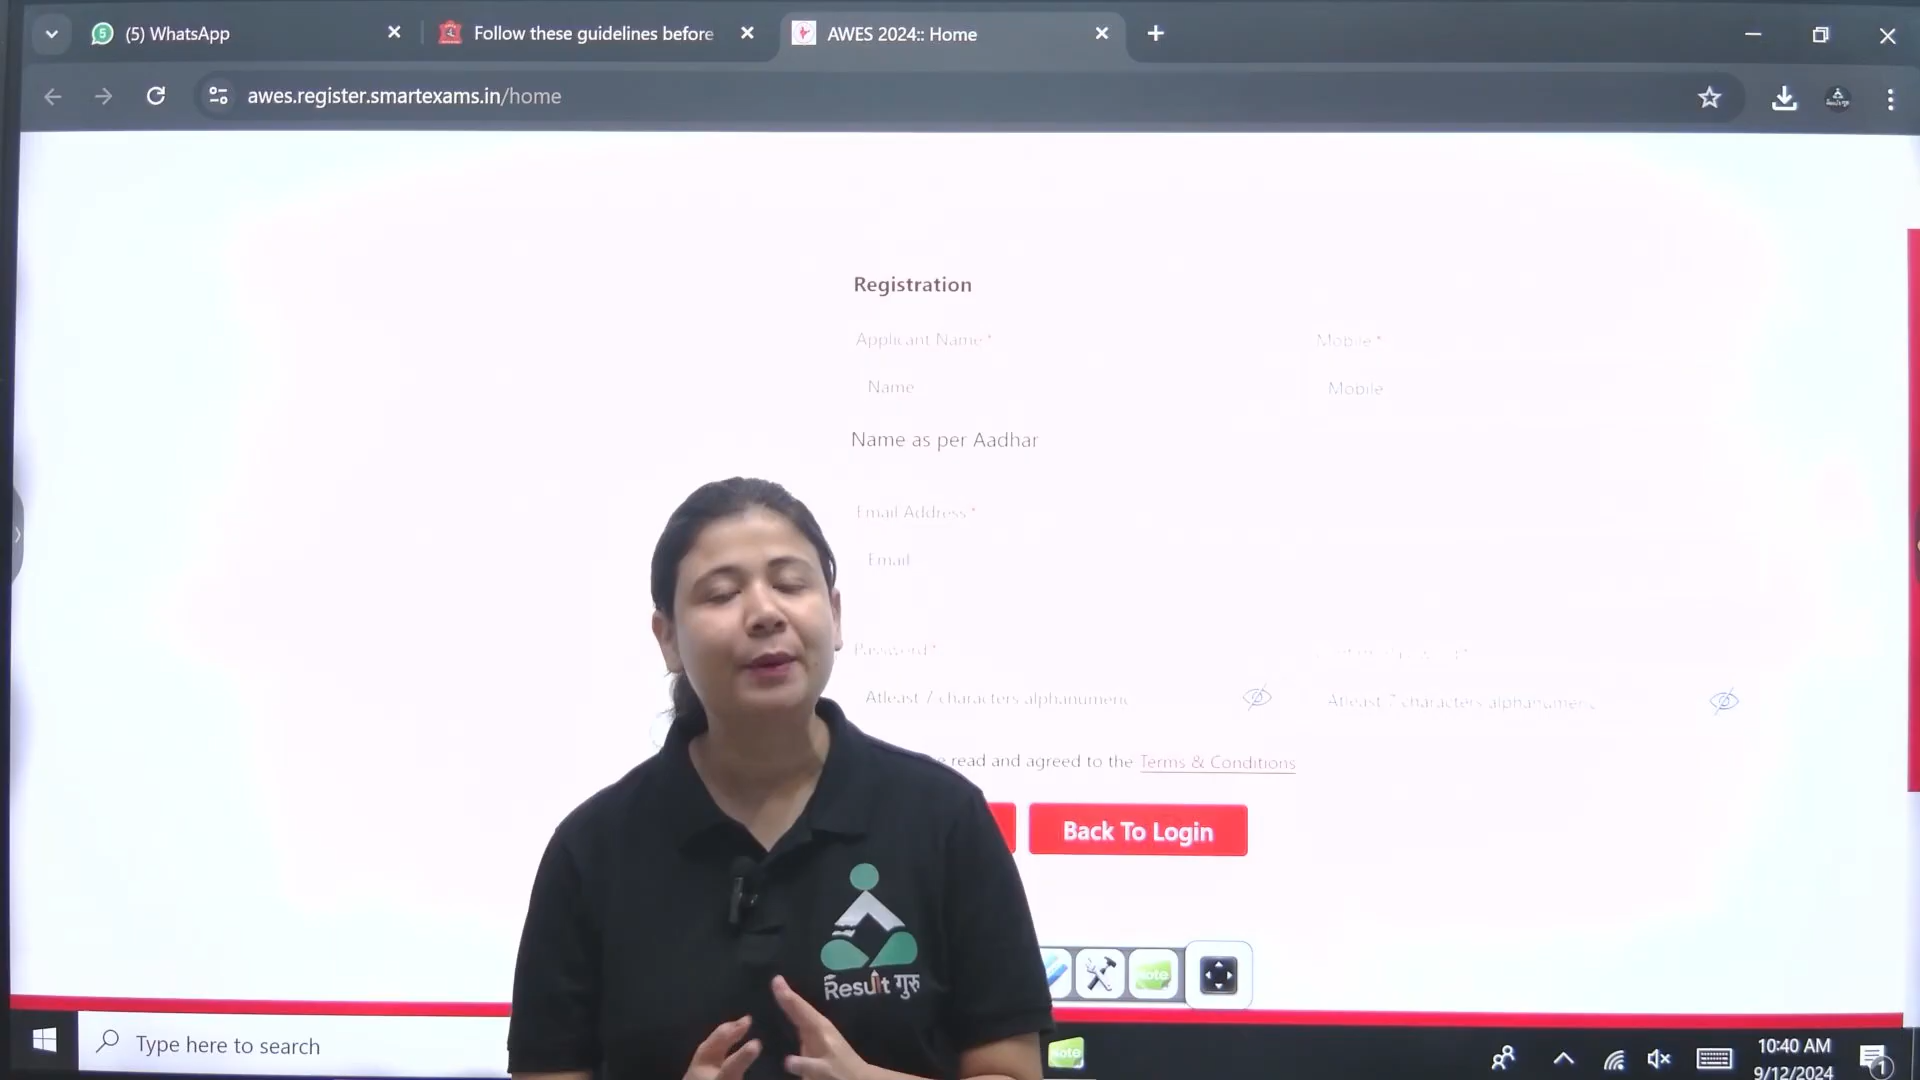 (5) WhatsApp
Follow these guidelines before
AWES 2024:: Home
awes.register.smartexams.in/home
Registration
Applicant Name *
Mobile *
Name
Mobile
Name as per Aadhar
Email Address *
Email
Password *
Atleast 7 characters alphanumeric
Atleast 7 characters alphanumeric
read and agreed to the Terms & Conditions
Back To Login
Result गुरु
note
Type here to search
note
10:40 AM
9/12/2024
1